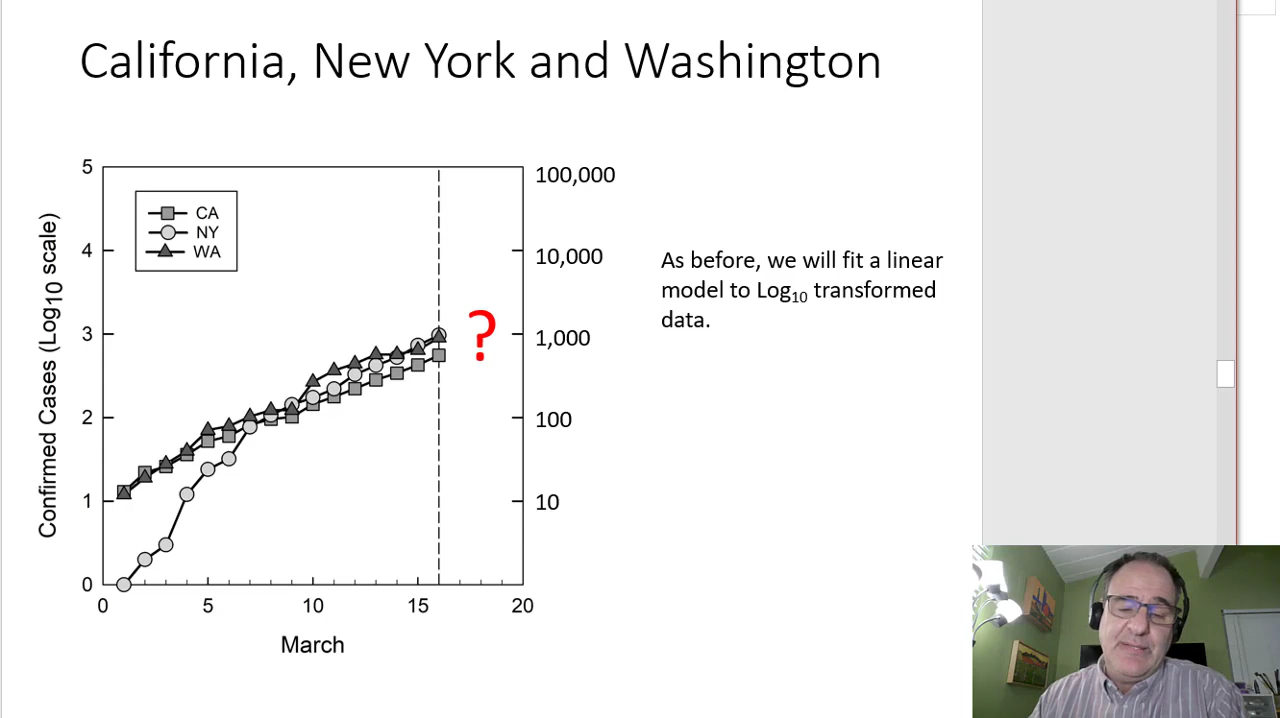 California, New York and Washington
5
4
3
2
1
0
Confirmed Cases (Log10 scale)
CA
NY
WA
?
100,000
10,000
1,000
100
10
0
5
10
15
20
March
As before, we will fit a linear
model to Log10 transformed
data.